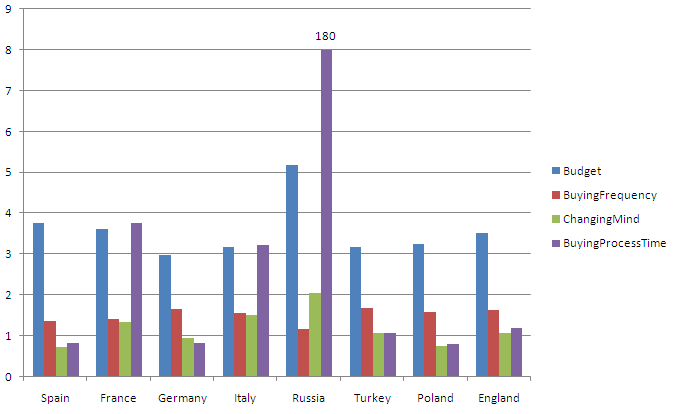 9
180
8
7
6
5
4
3
2
1
0
Spain France Germany Italy Russia Turkey Poland England
Budget
BuyingFrequency
ChangingMind
BuyingProcessTime